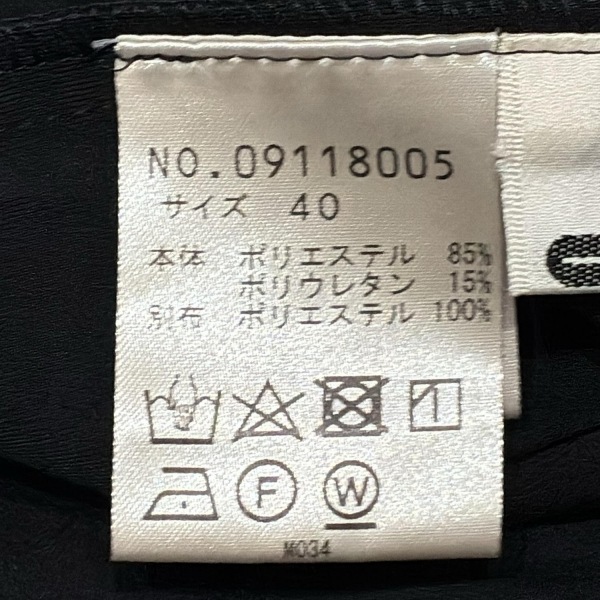 NO.09118005
サイズ 40
本体 ポリエステル 85%
ポリウレタン 15%
別布 ポリエステル 100%
F W
M034